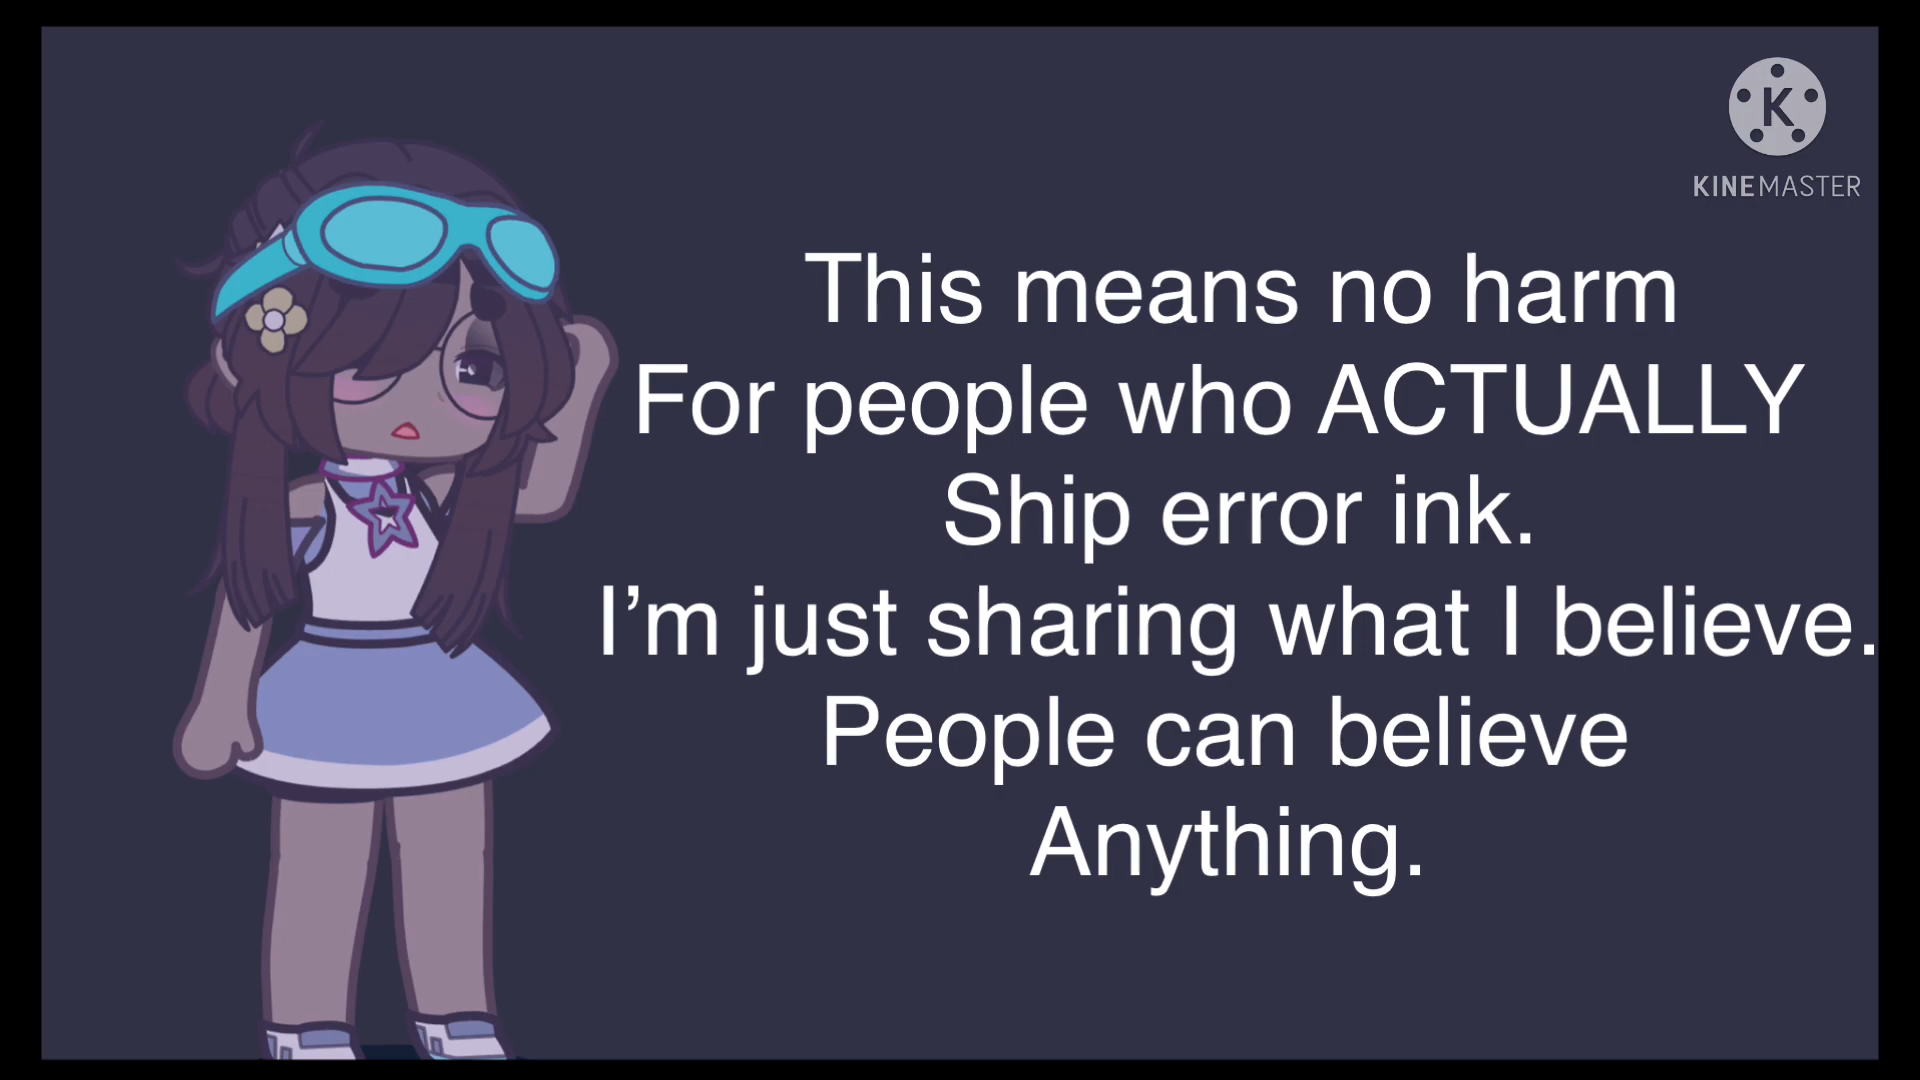 K
KINEMASTER
This means no harm
For people who ACTUALLY
Ship error ink.
I’m just sharing what I believe.
People can believe
Anything.